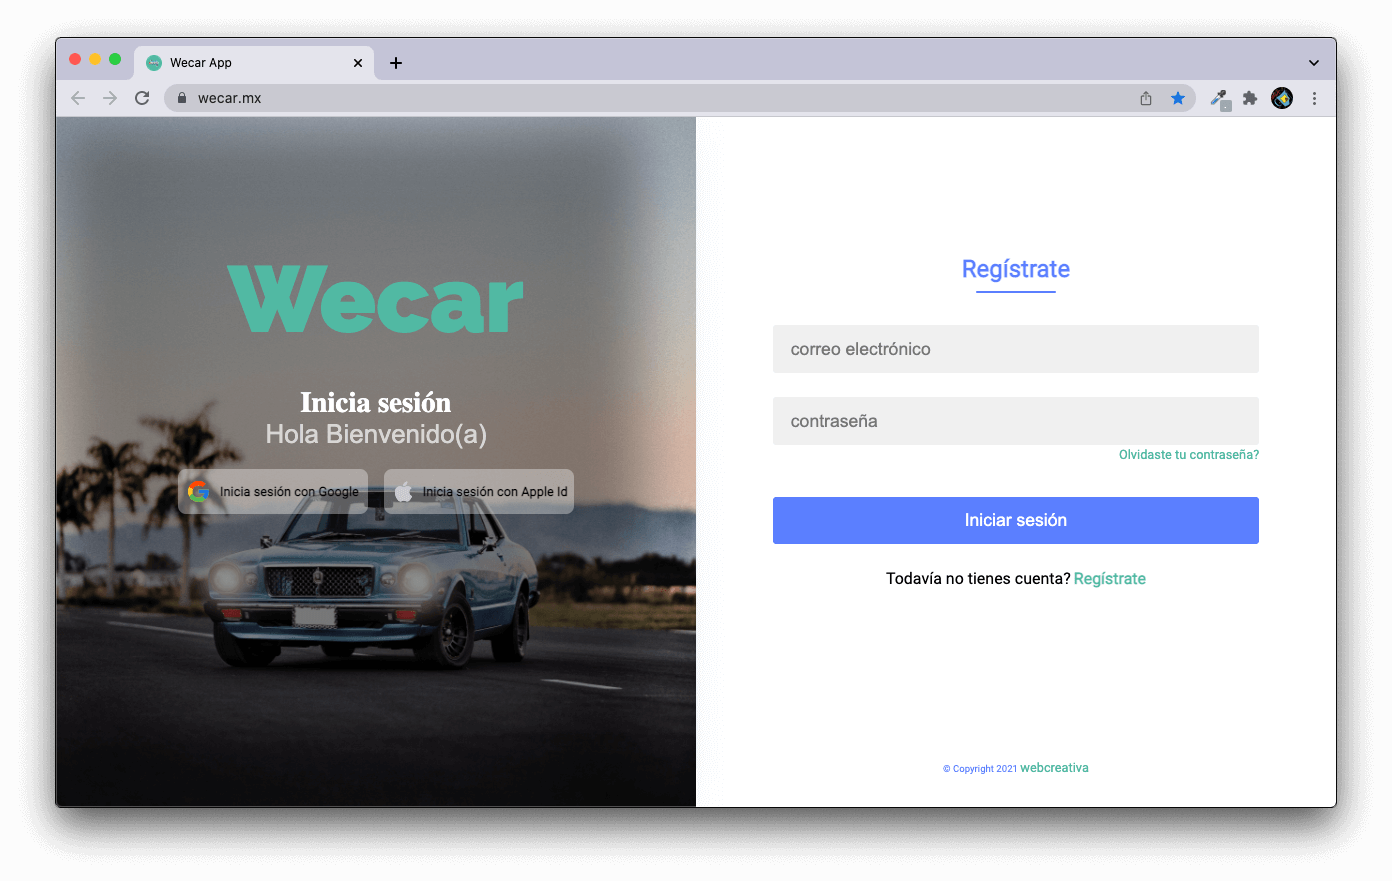 Wecar App
wecar.mx
Wecar
Inicia sesión
Hola Bienvenido(a)
Inicia sesión con Google
Inicia sesión con Apple Id
Regístrate
correo electrónico
contraseña
Olvidaste tu contraseña?
Iniciar sesión
Todavía no tienes cuenta? Regístrate
© Copyright 2021 webcreativa